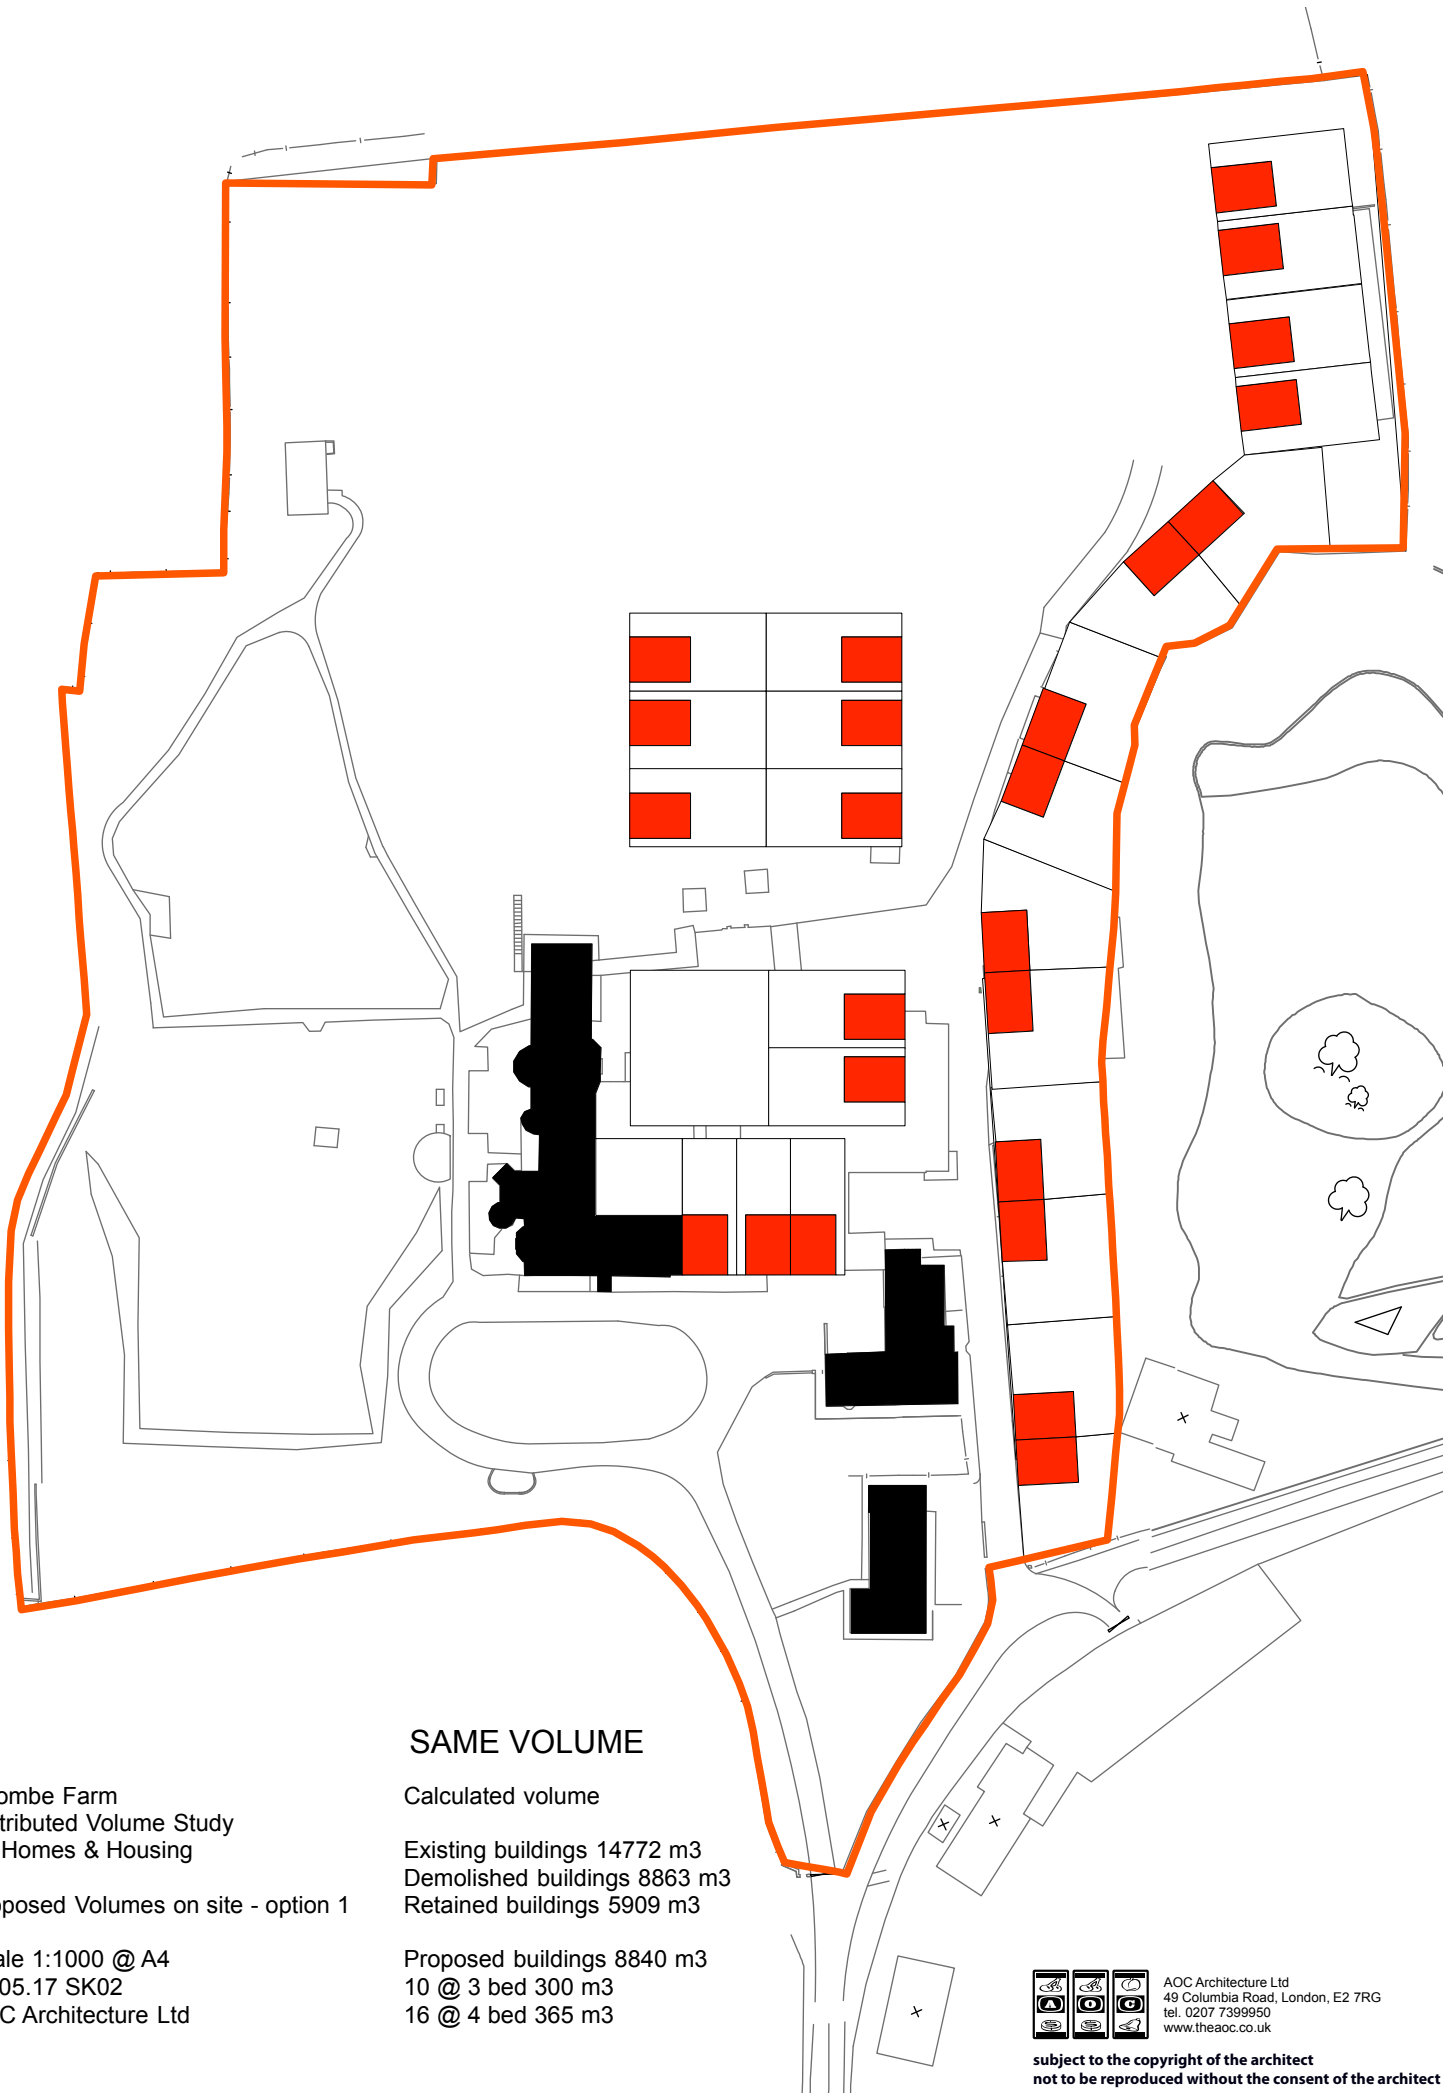 SAME VOLUME
ombe Farm
tributed Volume Study
Homes & Housing
posed Volumes on site - option 1
ale 1:1000 @ A4
05.17 SK02
C Architecture Ltd
Calculated volume
Existing buildings 14772 m3
Demolished buildings 8863 m3
Retained buildings 5909 m3
Proposed buildings 8840 m3
10 @ 3 bed 300 m3
16 @ 4 bed 365 m3
A O C
AOC Architecture Ltd
49 Columbia Road, London, E2 7RG
tel. 0207 7399950
www.theaoc.co.uk
subject to the copyright of the architect
not to be reproduced without the consent of the architect